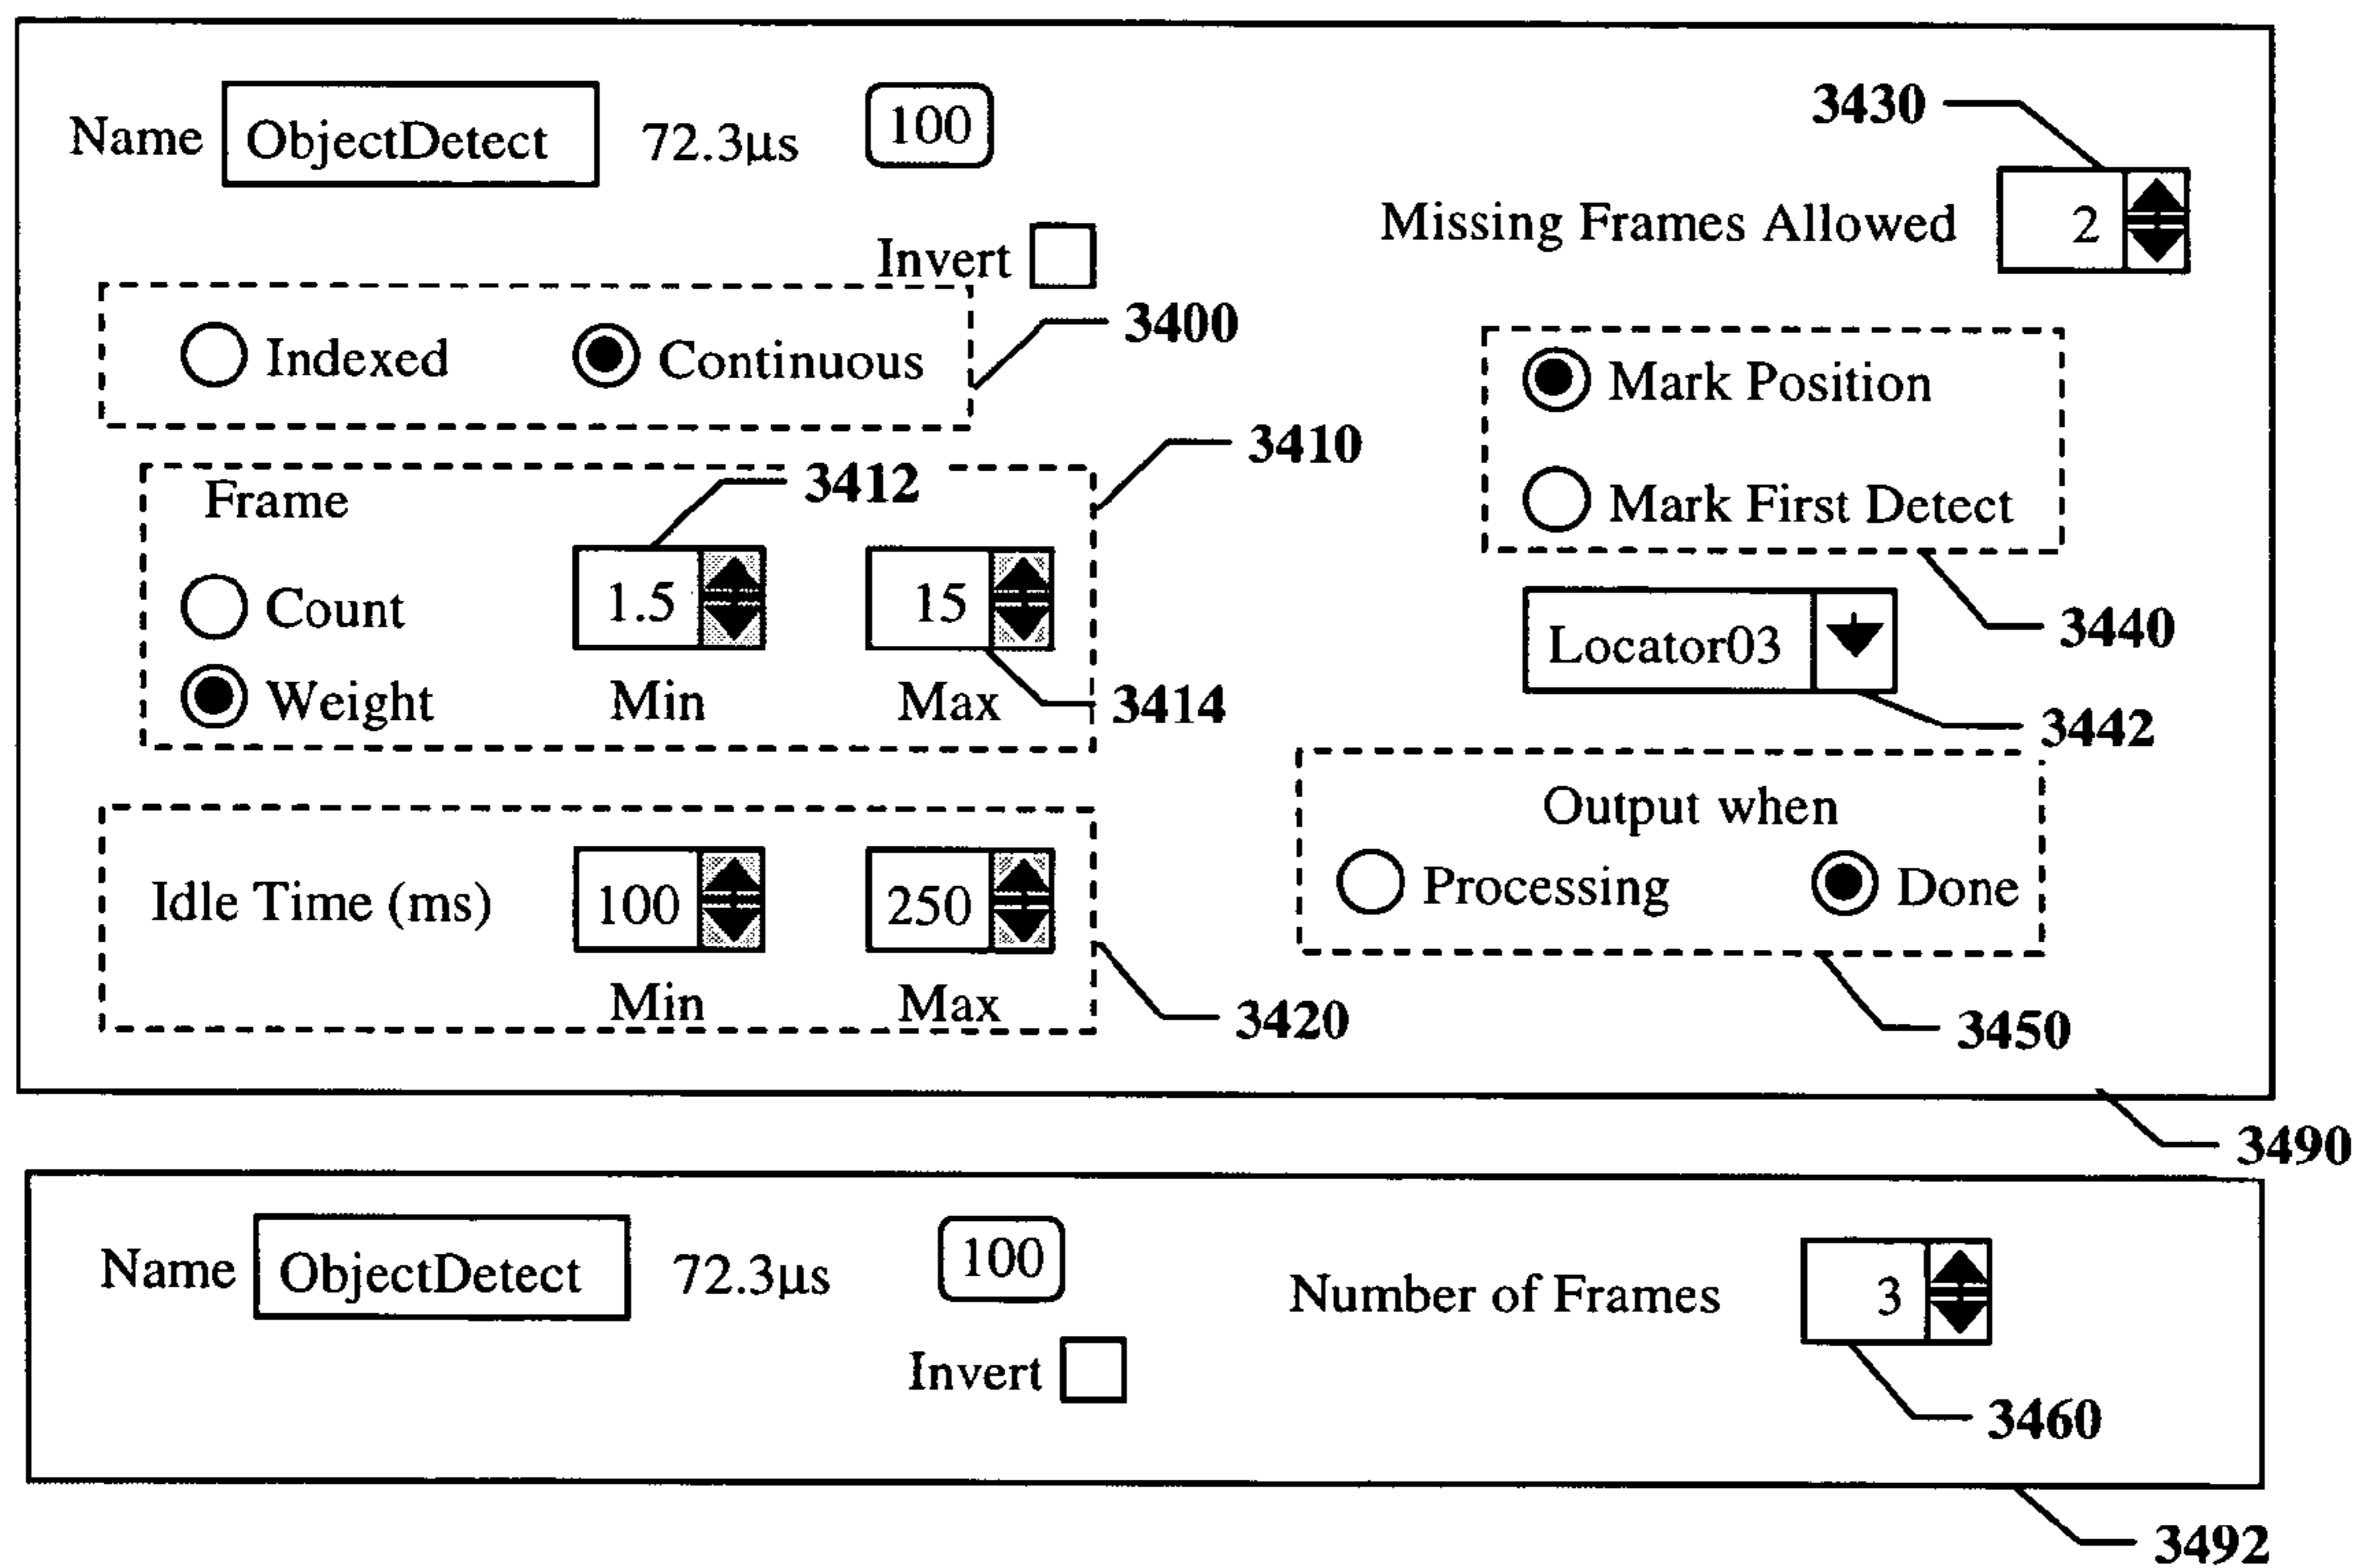 Name ObjectDetect 72.3µs 100
3430
Missing Frames Allowed 2
Invert
3400
Indexed Continuous
Mark Position
3410
Frame 3412
Mark First Detect
1.5 15
Count
3440
Locator03
Weight Min Max 3414
3442
Output when
Idle Time (ms) 100 250
Processing Done
Min Max 3420
3450
3490
Name ObjectDetect 72.3µs 100
Number of Frames 3
Invert
3460
3492